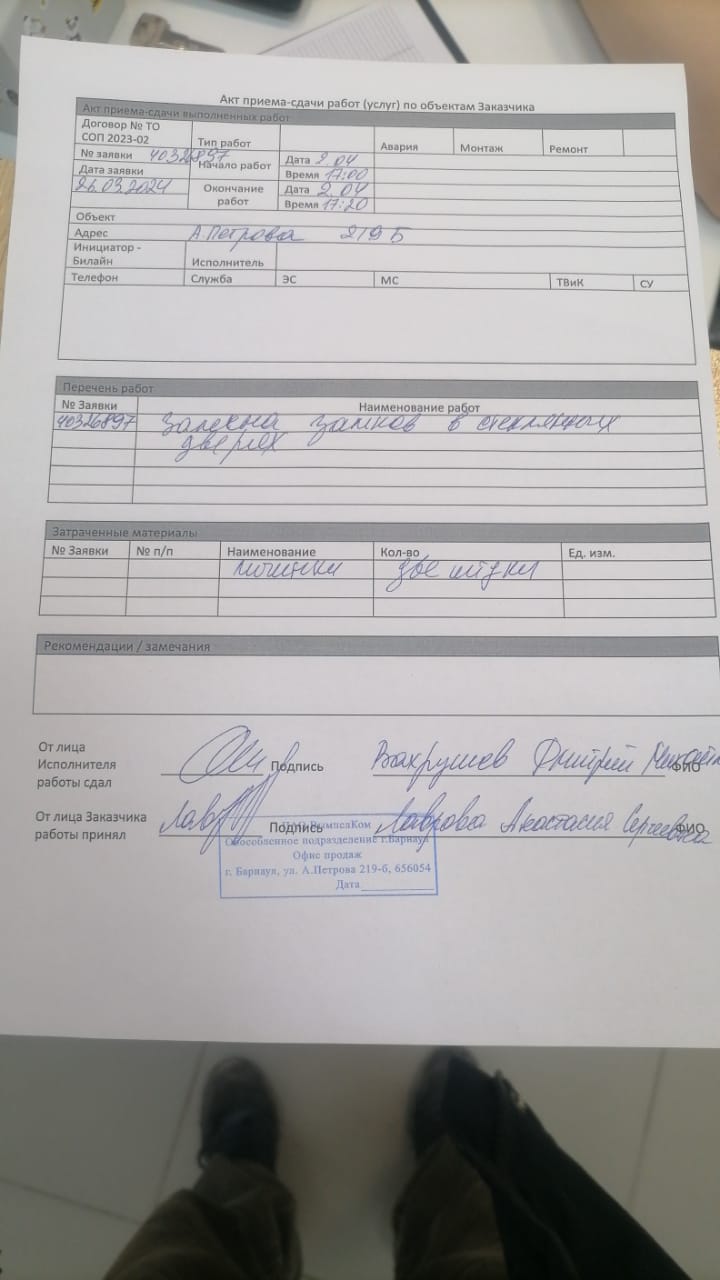 Акт приема-сдачи работ (услуг) по объектам Заказчика
Акт приема-сдачи выполненных работ
Договор № ТО СОП 2023-02
Тип работ
Авария
Монтаж
Ремонт
№ заявки 40326897
Начало работ
Дата 2.04
Время 17:00
Дата заявки
26.03.2024
Окончание работ
Дата 2.04
Время 17:20
Объект
Адрес А.Петрова 219 Б
Инициатор - Билайн
Исполнитель
Телефон
Служба
ЭС
МС
ТВиК
СУ
Перечень работ
№ Заявки
Наименование работ
40326897 замена замков в стеклянных
дверях
Затраченные материалы
№ Заявки
№ п/п
Наименование
Кол-во
Ед. изм.
две штуки
Рекомендации / замечания
От лица
Исполнителя
работы сдал
Подпись
Вахрушев Дмитрий
ФИО
От лица Заказчика
работы принял
Подпись
Лаврова Анастасия Сергеевна
ФИО
ПАО ВымпелКом
Обособленное подразделение г.Барнаул
Офис продаж
г. Барнаул, ул. А.Петрова 219-б, 656054
Дата